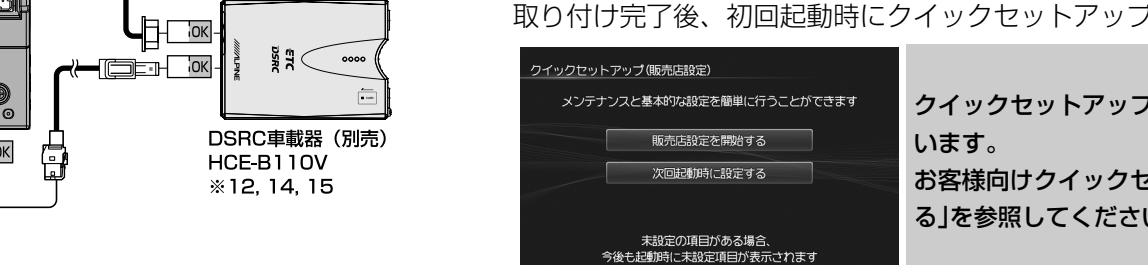 OK
OK
OK
ALPINE
ETC
DSRC
DSRC車載器（別売）
HCE-B110V
※12, 14, 15
取り付け完了後、初回起動時にクイックセットアップ
クイックセットアップ(販売店設定)
メンテナンスと基本的な設定を簡単に行うことができます
販売店設定を開始する
次回起動時に設定する
未設定の項目がある場合、
今後も起動時に未設定項目が表示されます
クイックセットアップ
います。
お客様向けクイックセ
る」を参照してください